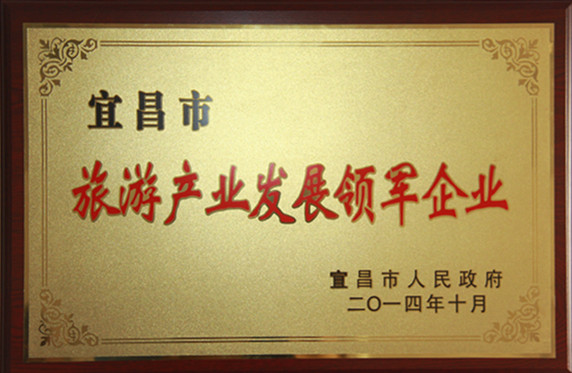 宜昌市
旅游产业发展领军企业
宜昌市人民政府
二〇一四年十月